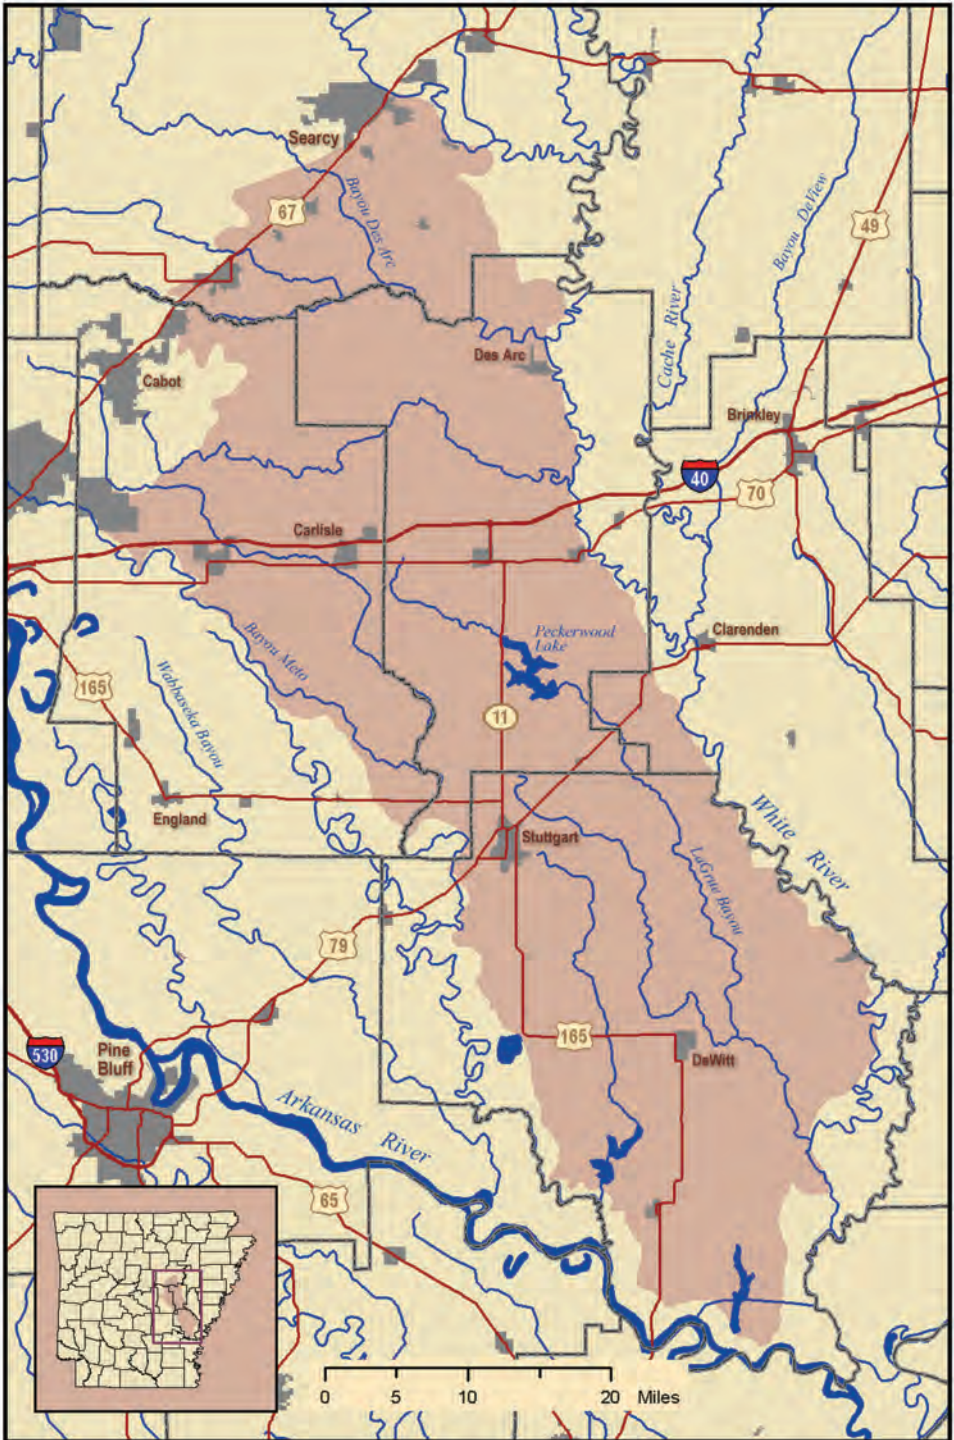 Searcy
67
Bayou Des Arc
Cache River
Bayou DeView
49
Des Arc
Cabot
Brinkley
40
70
Carlisle
Peckerwood
Lake
Clarenden
Bayou Meto
Wabbaseka Bayou
165
11
England
Stuttgart
White River
LaGrue Bayou
79
530
Pine
Bluff
165
DeWitt
Arkansas River
65
0 5 10 20 Miles